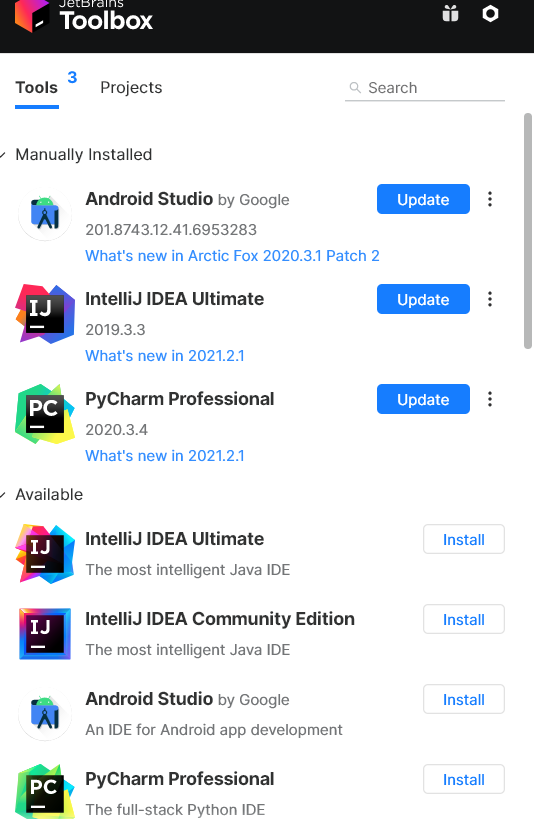 JetBrains
Toolbox
Tools 3 Projects Search
Manually Installed
Android Studio by Google Update
201.8743.12.41.6953283
What's new in Arctic Fox 2020.3.1 Patch 2
IJ IntelliJ IDEA Ultimate Update
2019.3.3
What's new in 2021.2.1
PC PyCharm Professional Update
2020.3.4
What's new in 2021.2.1
Available
IJ IntelliJ IDEA Ultimate Install
The most intelligent Java IDE
IJ IntelliJ IDEA Community Edition Install
The most intelligent Java IDE
Android Studio by Google Install
An IDE for Android app development
PC PyCharm Professional Install
The full-stack Python IDE